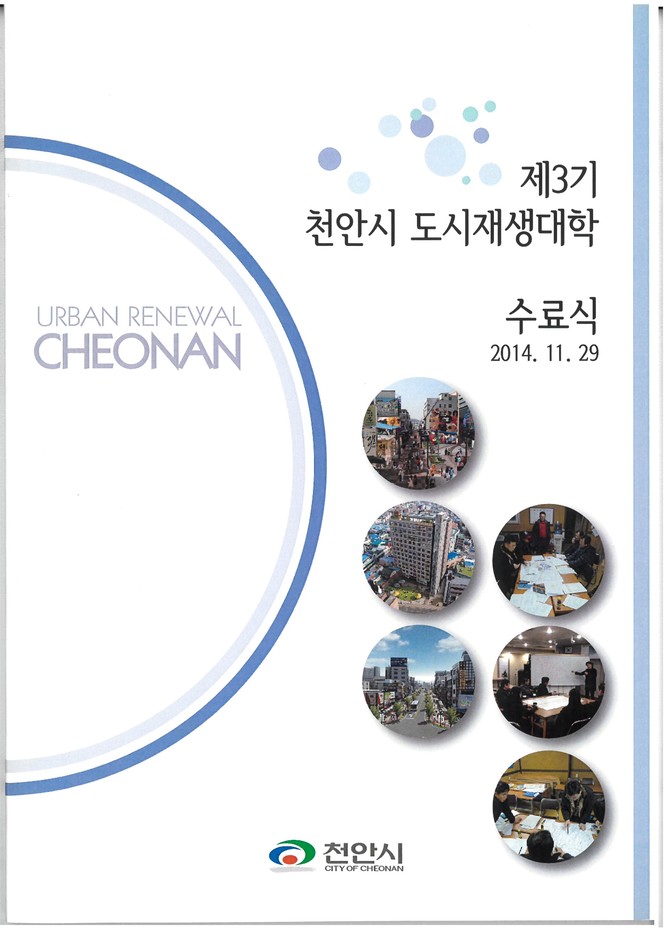 제3기
천안시 도시재생대학
URBAN RENEWAL
CHEONAN
수료식
2014. 11. 29
천안시
CITY OF CHEONAN